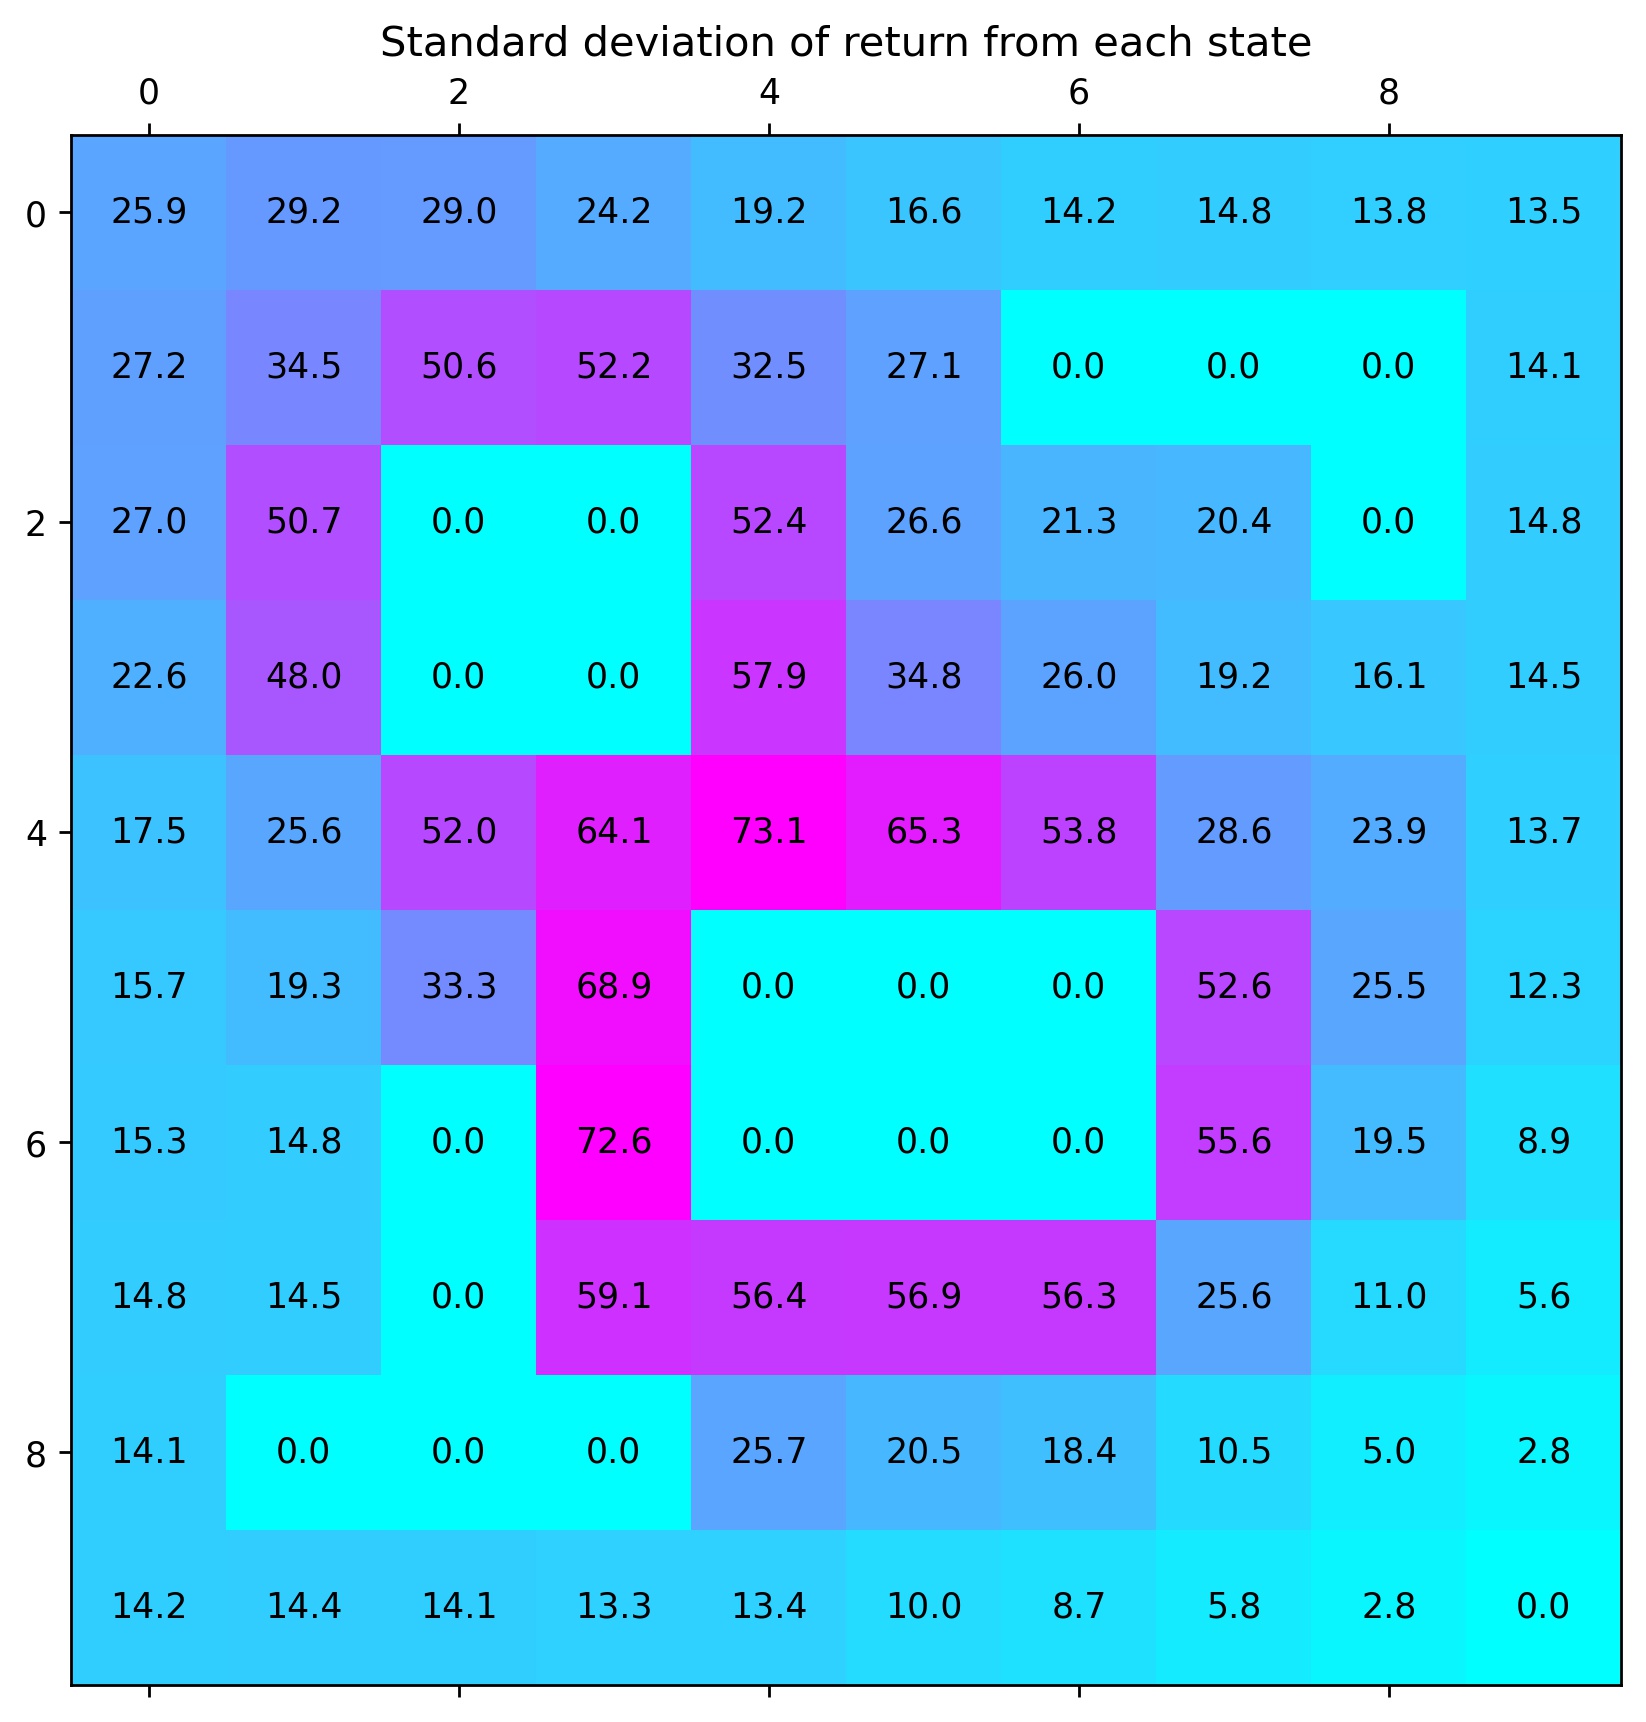 Standard deviation of return from each state
0 2 4 6 8
0 25.9 29.2 29.0 24.2 19.2 16.6 14.2 14.8 13.8 13.5
27.2 34.5 50.6 52.2 32.5 27.1 0.0 0.0 0.0 14.1
2 27.0 50.7 0.0 0.0 52.4 26.6 21.3 20.4 0.0 14.8
22.6 48.0 0.0 0.0 57.9 34.8 26.0 19.2 16.1 14.5
4 17.5 25.6 52.0 64.1 73.1 65.3 53.8 28.6 23.9 13.7
15.7 19.3 33.3 68.9 0.0 0.0 0.0 52.6 25.5 12.3
6 15.3 14.8 0.0 72.6 0.0 0.0 0.0 55.6 19.5 8.9
14.8 14.5 0.0 59.1 56.4 56.9 56.3 25.6 11.0 5.6
8 14.1 0.0 0.0 0.0 25.7 20.5 18.4 10.5 5.0 2.8
14.2 14.4 14.1 13.3 13.4 10.0 8.7 5.8 2.8 0.0